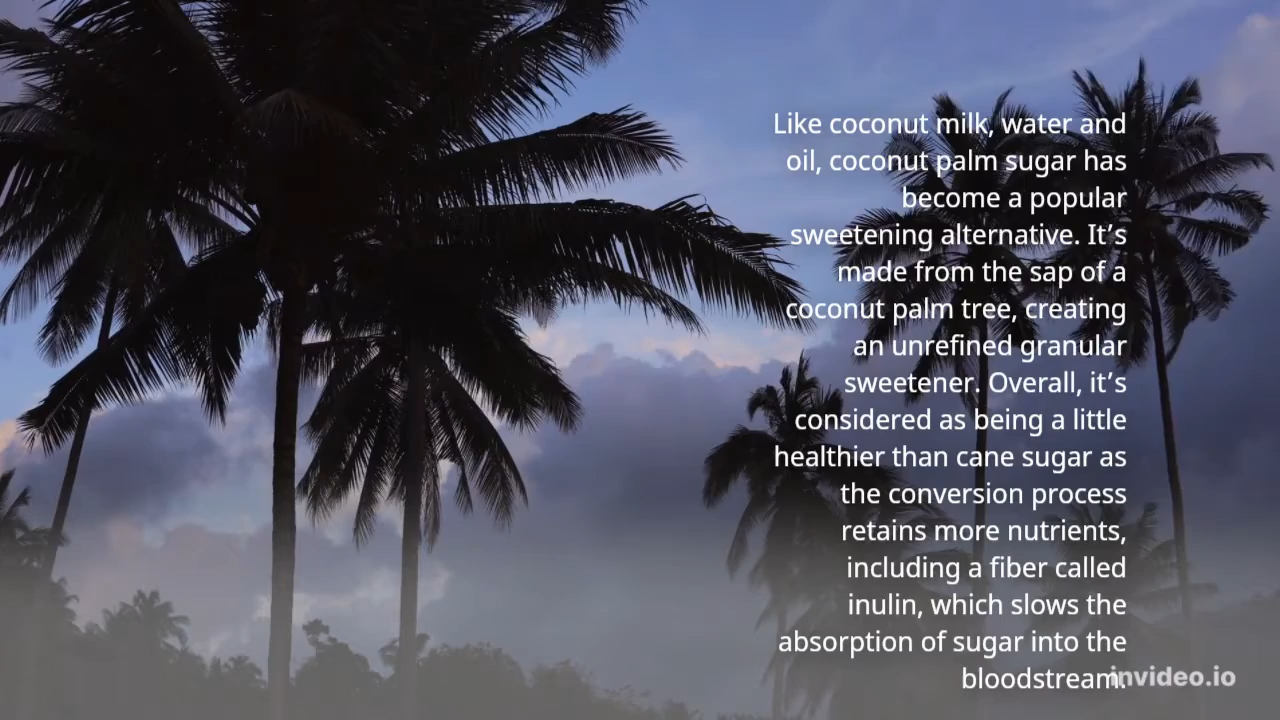 Like coconut milk, water and
oil, coconut palm sugar has
become a popular
sweetening alternative. It’s
made from the sap of a
coconut palm tree, creating
an unrefined granular
sweetener. Overall, it’s
considered as being a little
healthier than cane sugar as
the conversion process
retains more nutrients,
including a fiber called
inulin, which slows the
absorption of sugar into the
bloodstream.
invideo.io